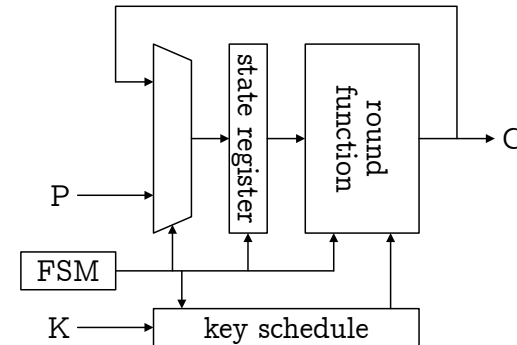 state register
round
function
C
P
FSM
K
key schedule